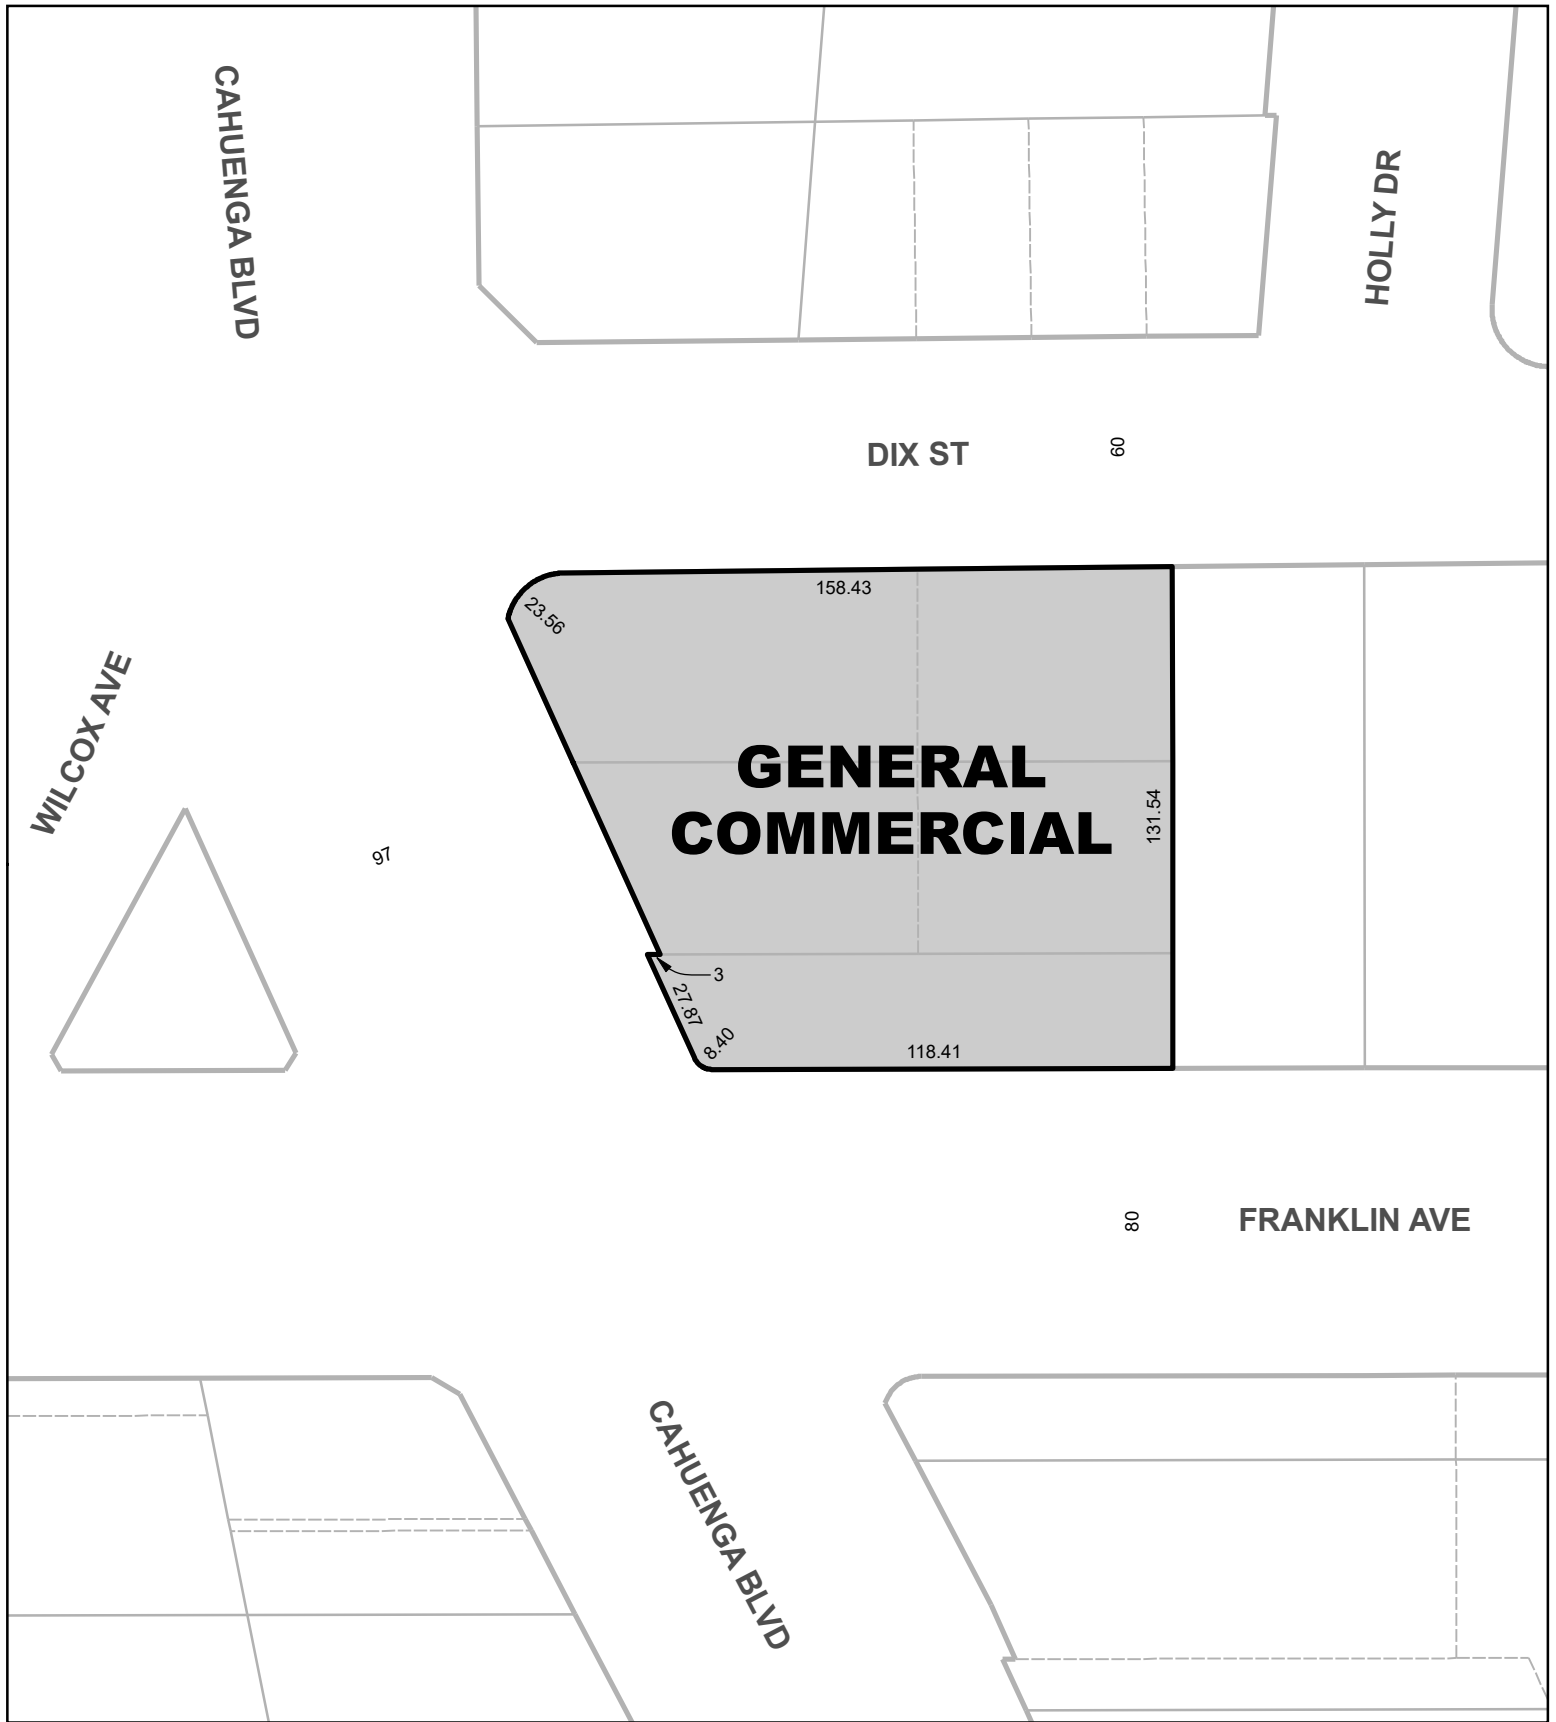 CAHUENGA BLVD
HOLLY DR
DIX ST
60
158.43
23.56
WILCOX AVE
GENERAL
COMMERCIAL
131.54
97
3
27.87
8.40
118.41
80
FRANKLIN AVE
CAHUENGA BLVD